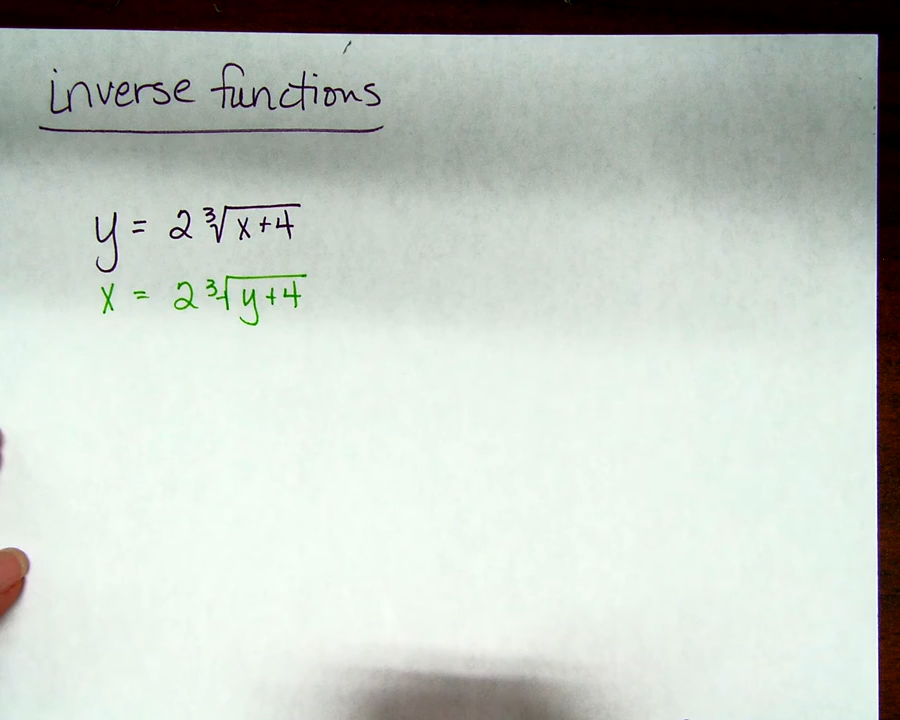 inverse functions
y = 2∛(x+4)
x = 2∛(y+4)